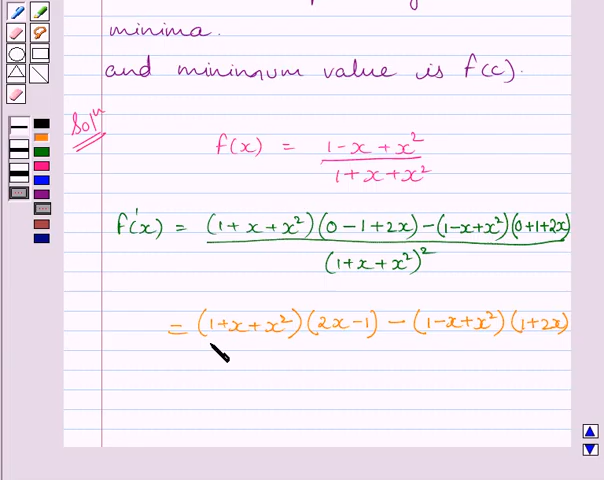 minima.
and minimum value is f(c).
Solⁿ
f(x) = (1-x+x²)/(1+x+x²)
f'(x) = ((1+x+x²)(0-1+2x)-(1-x+x²)(0+1+2x))/(1+x+x²)²
= (1+x+x²)(2x-1)-(1-x+x²)(1+2x)